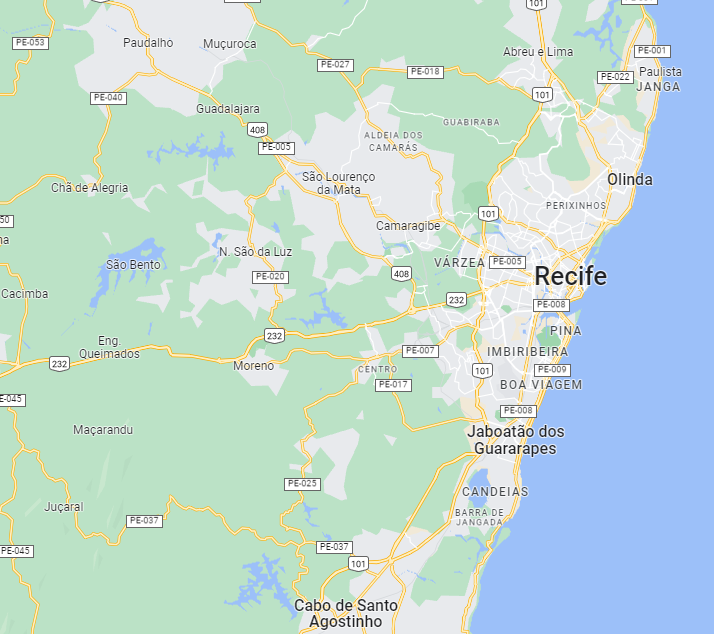 101
PE-053
Paudalho
Muçuroca
Abreu e Lima
PE-001
PE-027
PE-018
PE-022
Paulista
JANGA
PE-040
101
Guadalajara
408
GUABIRABA
ALDEIA DOS
CAMARÁS
PE-005
São Lourenço
da Mata
Olinda
Chã de Alegria
PERIXINHOS
101
50
Camaragibe
na
N. São da Luz
VÁRZEA
PE-005
São Bento
PE-020
408
Recife
Cacimba
232
PE-008
232
PINA
Eng.
Queimados
PE-007
IMBIRIBEIRA
232
Moreno
CENTRO
101
PE-009
PE-017
BOA VIAGEM
E-045
PE-008
Maçarandu
Jaboatão dos
Guararapes
PE-025
CANDEIAS
Juçaral
PE-037
BARRA DE
JANGADA
PE-045
PE-037
101
Cabo de Santo
Agostinho